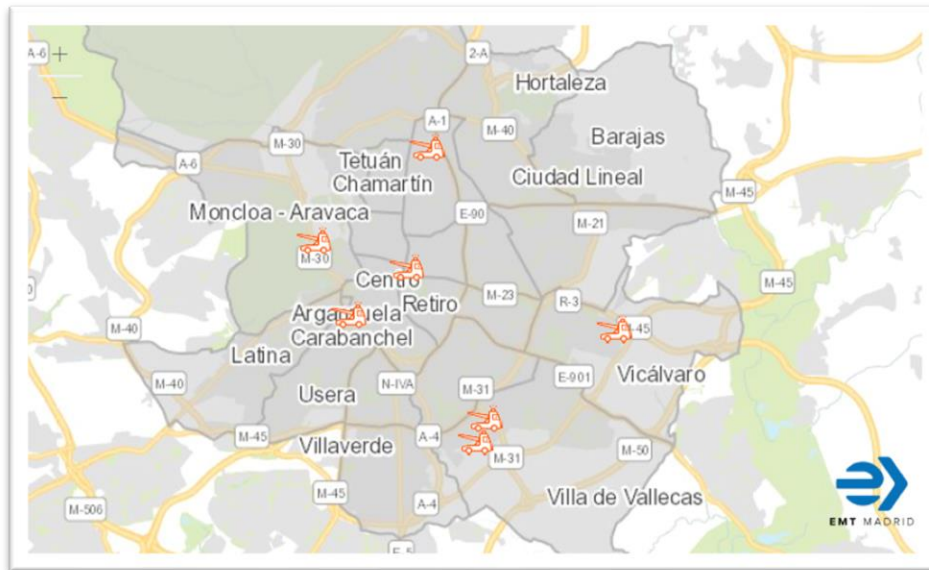 A-6
2-A
Hortaleza
A-1
M-40
Barajas
M-30
Tetuán
Chamartín
A-6
Ciudad Lineal
M-45
Moncloa - Aravaca
E-90
M-21
M-30
M-45
Centro
M-23
R-3
Retiro
Arganzuela
M-40
Carabanchel
Latina
Vicálvaro
M-40
Usera
N-IVA
M-31
E-901
M-45
Villaverde
A-4
M-31
M-50
M-45
Villa de Vallecas
M-506
A-4
EMT MADRID
E-5